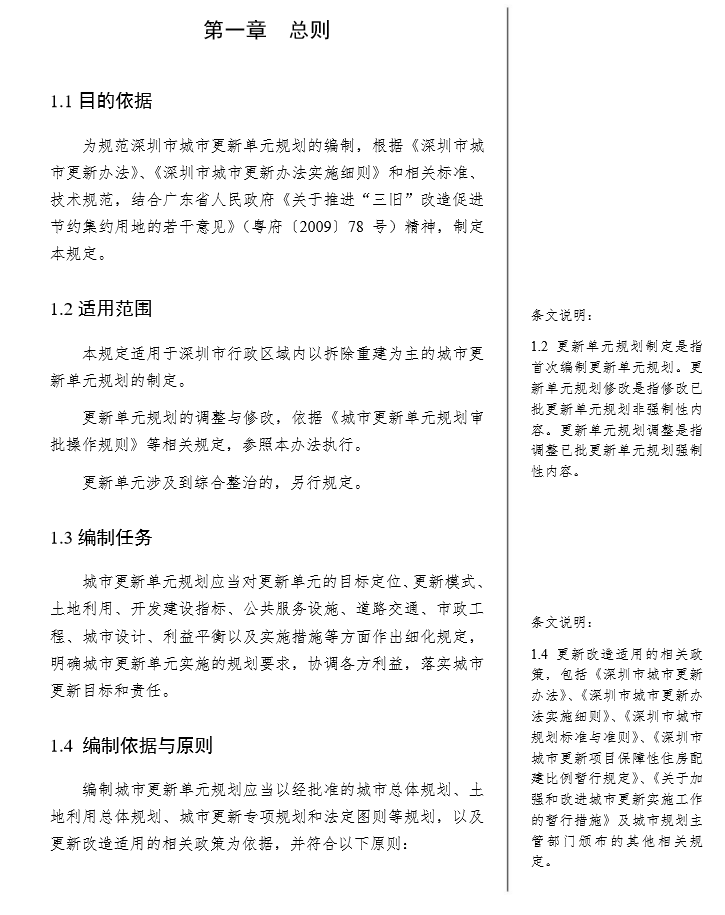 第一章　总则
1.1 目的依据
为规范深圳市城市更新单元规划的编制，根据《深圳市城
市更新办法》、《深圳市城市更新办法实施细则》和相关标准、
技术规范，结合广东省人民政府《关于推进“三旧”改造促进
节约集约用地的若干意见》（粤府〔2009〕78 号）精神，制定
本规定。
1.2 适用范围
本规定适用于深圳市行政区域内以拆除重建为主的城市更
新单元规划的制定。
更新单元规划的调整与修改，依据《城市更新单元规划审
批操作规则》等相关规定，参照本办法执行。
更新单元涉及到综合整治的，另行规定。
1.3 编制任务
城市更新单元规划应当对更新单元的目标定位、更新模式、
土地利用、开发建设指标、公共服务设施、道路交通、市政工
程、城市设计、利益平衡以及实施措施等方面作出细化规定，
明确城市更新单元实施的规划要求，协调各方利益，落实城市
更新目标和责任。
1.4 编制依据与原则
编制城市更新单元规划应当以经批准的城市总体规划、土
地利用总体规划、城市更新专项规划和法定图则等规划，以及
更新改造适用的相关政策为依据，并符合以下原则：
条文说明：
1.2 更新单元规划制定是指
首次编制更新单元规划。更
新单元规划修改是指修改已
批更新单元规划非强制性内
容。更新单元规划调整是指
调整已批更新单元规划强制
性内容。
条文说明：
1.4 更新改造适用的相关政
策，包括《深圳市城市更新
办法》、《深圳市城市更新办
法实施细则》、《深圳市城市
规划标准与准则》、《深圳市
城市更新项目保障性住房配
建比例暂行规定》、《关于加
强和改进城市更新实施工作
的暂行措施》及城市规划主
管部门颁布的其他相关规
定。